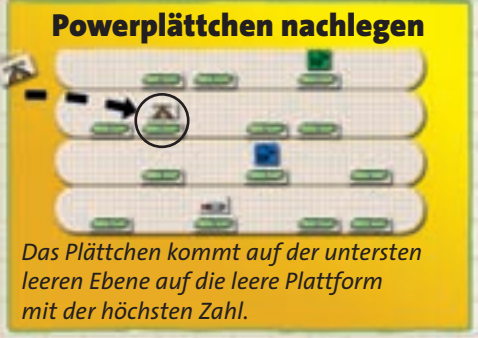 Powerplättchen nachlegen
Das Plättchen kommt auf der untersten
leeren Ebene auf die leere Plattform
mit der höchsten Zahl.